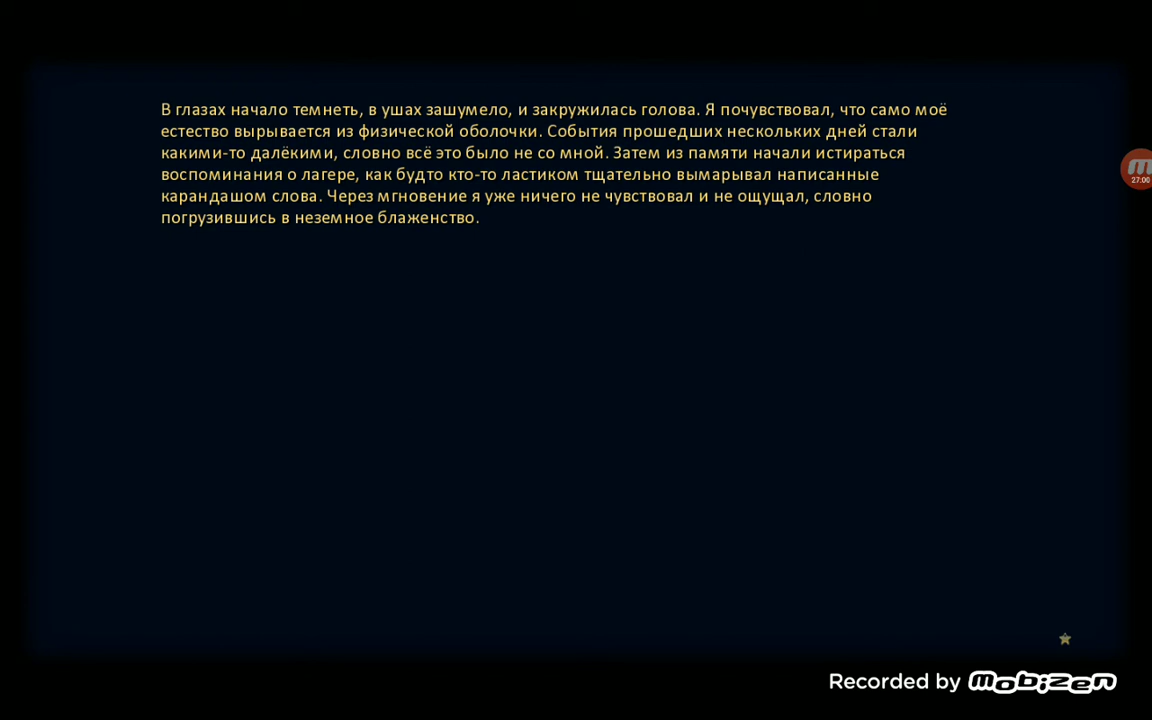 В глазах начало темнеть, в ушах зашумело, и закружилась голова. Я почувствовал, что само моё
естество вырывается из физической оболочки. События прошедших нескольких дней стали
какими-то далёкими, словно всё это было не со мной. Затем из памяти начали истираться
воспоминания о лагере, как будто кто-то ластиком тщательно вымарывал написанные
карандашом слова. Через мгновение я уже ничего не чувствовал и не ощущал, словно
погрузившись в неземное блаженство.
27:00
Recorded by mobizen